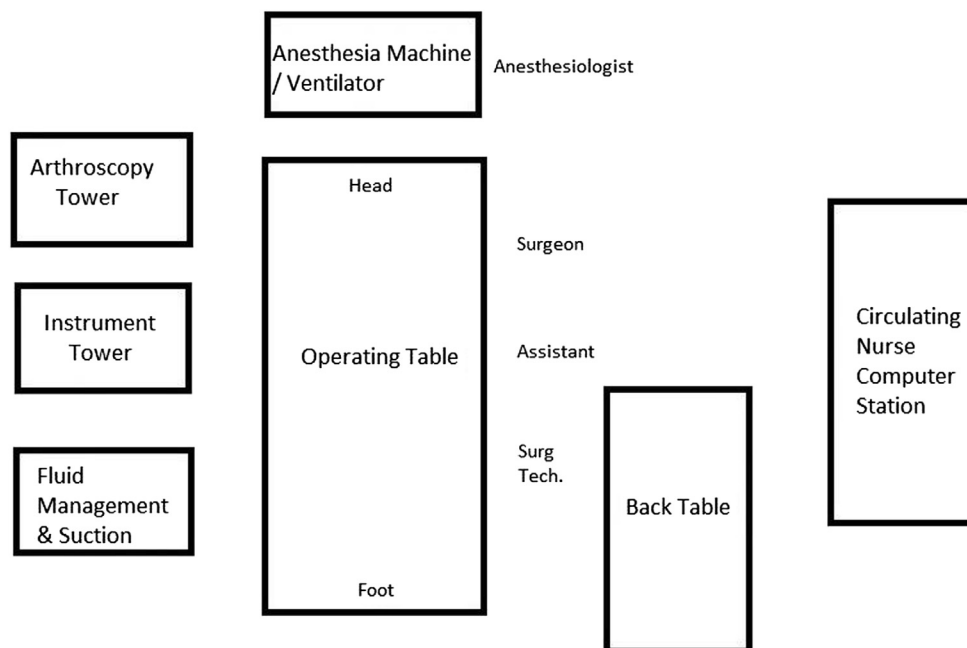 Anesthesia Machine
/ Ventilator
Anesthesiologist
Arthroscopy
Tower
Head
Surgeon
Instrument
Tower
Operating Table
Assistant
Circulating
Nurse
Computer
Station
Fluid
Management
& Suction
Surg
Tech.
Back Table
Foot